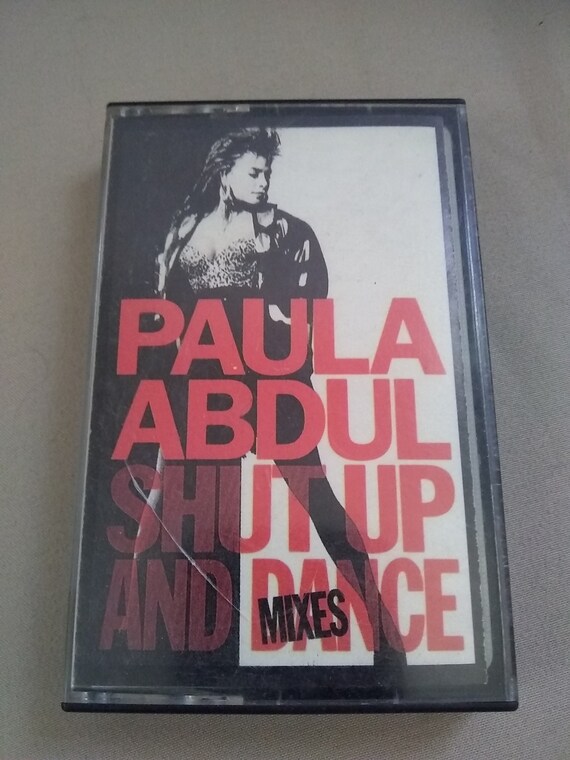 PAULA
ABDUL
SHUT UP
AND DANCE
MIXES